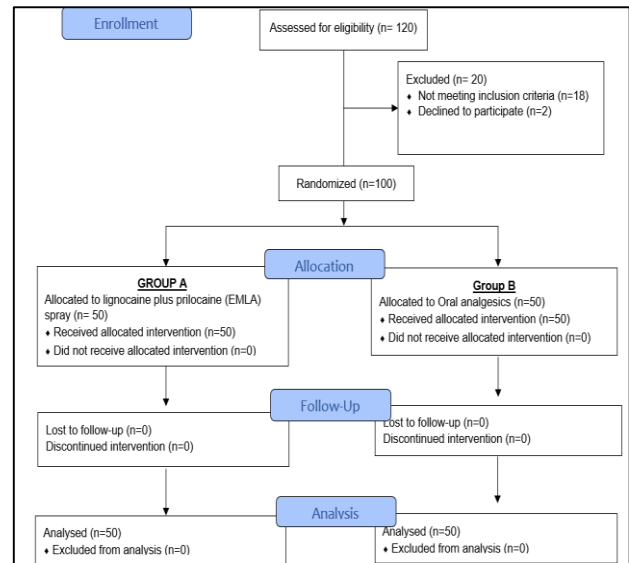 Enrollment
Assessed for eligibility (n= 120)
Excluded (n= 20)
♦ Not meeting inclusion criteria (n=18)
♦ Declined to participate (n=2)
Randomized (n=100)
Allocation
GROUP A
Allocated to lignocaine plus prilocaine (EMLA)
spray (n= 50)
♦ Received allocated intervention (n=50)
♦ Did not receive allocated intervention (n=0)
Group B
Allocated to Oral analgesics (n=50)
♦ Received allocated intervention (n=50)
♦ Did not receive allocated intervention (n=0)
Follow-Up
Lost to follow-up (n=0)
Discontinued intervention (n=0)
Lost to follow-up (n=0)
Discontinued intervention (n=0)
Analysis
Analysed (n=50)
♦ Excluded from analysis (n=0)
Analysed (n=50)
♦ Excluded from analysis (n=0)